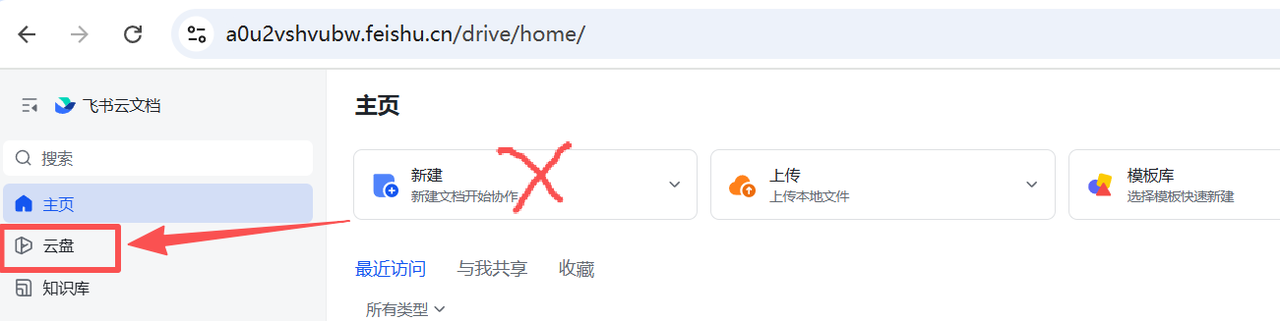 a0u2vshvubw.feishu.cn/drive/home/
飞书云文档
搜索
主页
云盘
知识库
主页
新建
新建文档开始协作
上传
上传本地文件
模板库
选择模板快速新建
最近访问 与我共享 收藏
所有类型